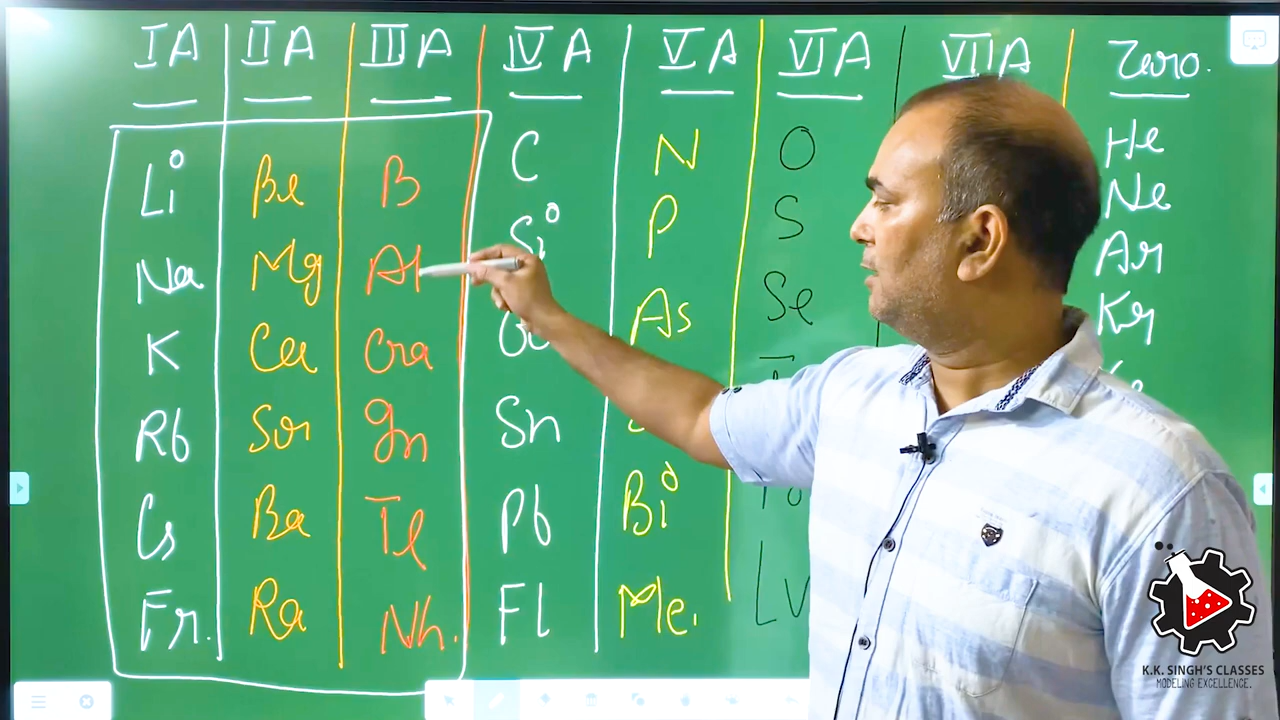 IA IIA IIIA IVA VA VIA VIIA Zero.
Li Be B C N O He
Na Mg Al Si P S Ne
K Ca Ga As Se Ar
Rb Sr In Sn Kr
Cs Ba Tl Pb Bi
Fr. Ra Nh. Fl Me. Lv
K.K. SINGH'S CLASSES
MODELING EXCELLENCE.